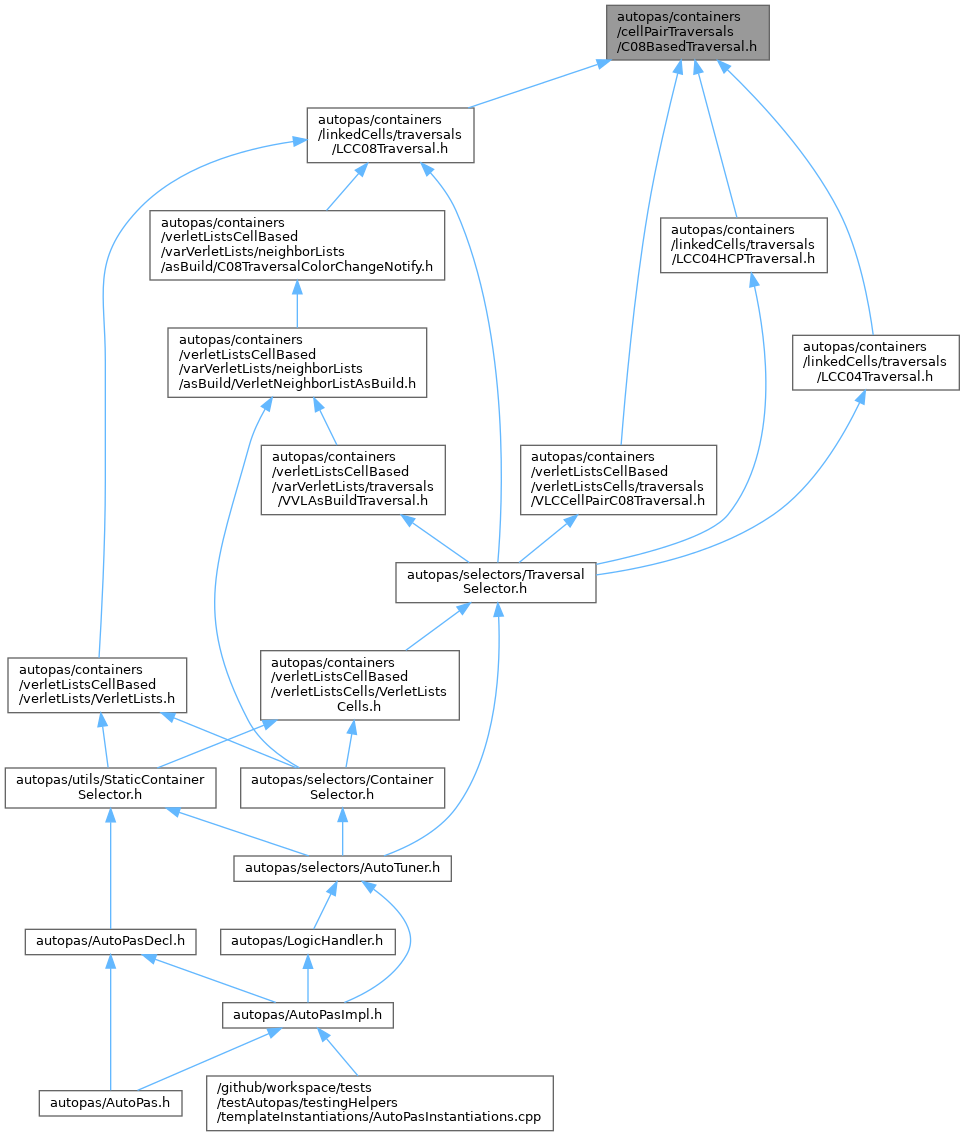 autopas/containers
/cellPairTraversals
/C08BasedTraversal.h
autopas/containers
/linkedCells/traversals
/LCC08Traversal.h
autopas/containers
/verletListsCellBased
/varVerletLists/neighborLists
/asBuild/C08TraversalColorChangeNotify.h
autopas/containers
/linkedCells/traversals
/LCC04HCPTraversal.h
autopas/containers
/verletListsCellBased
/varVerletLists/neighborLists
/asBuild/VerletNeighborListAsBuild.h
autopas/containers
/linkedCells/traversals
/LCC04Traversal.h
autopas/containers
/verletListsCellBased
/varVerletLists/traversals
/VVLAsBuildTraversal.h
autopas/containers
/verletListsCellBased
/verletListsCells/traversals
/VLCCellPairC08Traversal.h
autopas/selectors/Traversal
Selector.h
autopas/containers
/verletListsCellBased
/verletLists/VerletLists.h
autopas/containers
/verletListsCellBased
/verletListsCells/VerletLists
Cells.h
autopas/utils/StaticContainer
Selector.h
autopas/selectors/Container
Selector.h
autopas/selectors/AutoTuner.h
autopas/AutoPasDecl.h
autopas/LogicHandler.h
autopas/AutoPasImpl.h
autopas/AutoPas.h
/github/workspace/tests
/testAutopas/testingHelpers
/templateInstantiations/AutoPasInstantiations.cpp